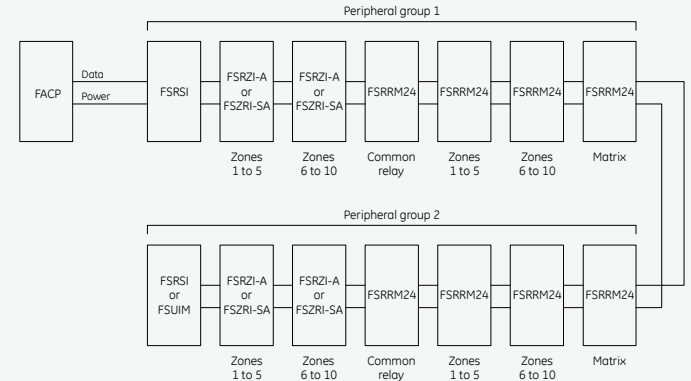 Peripheral group 1
FACP
Data
Power
FSRSI
FSRZI-A
or
FSZRI-SA
FSRZI-A
or
FSZRI-SA
FSRRM24
FSRRM24
FSRRM24
FSRRM24
Zones
1 to 5
Zones
6 to 10
Common
relay
Zones
1 to 5
Zones
6 to 10
Matrix
Peripheral group 2
FSRSI
or
FSUIM
FSRZI-A
or
FSZRI-SA
FSRZI-A
or
FSZRI-SA
FSRRM24
FSRRM24
FSRRM24
FSRRM24
Zones
1 to 5
Zones
6 to 10
Common
relay
Zones
1 to 5
Zones
6 to 10
Matrix